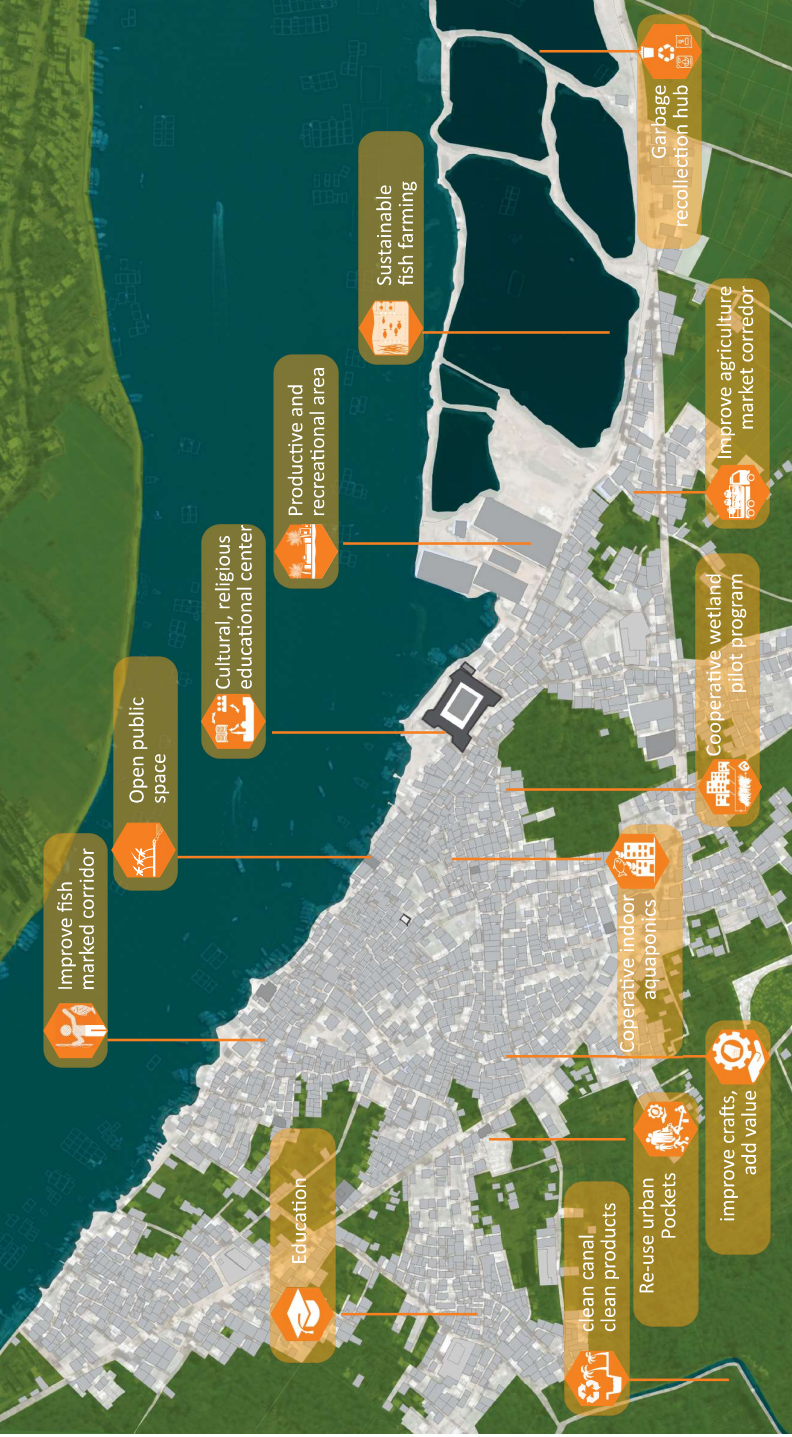 Improve fish
marked corridor
Open public
space
Cultural, religious
educational center
Productive and
recreational area
Sustainable
fish farming
Education
clean canal,
clean products
Re-use urban
Pockets
improve crafts,
add value
Coperative indoor
aquaponics
Cooperative wetland
pilot program
Improve agriculture
market corredor
Garbage
recollection hub